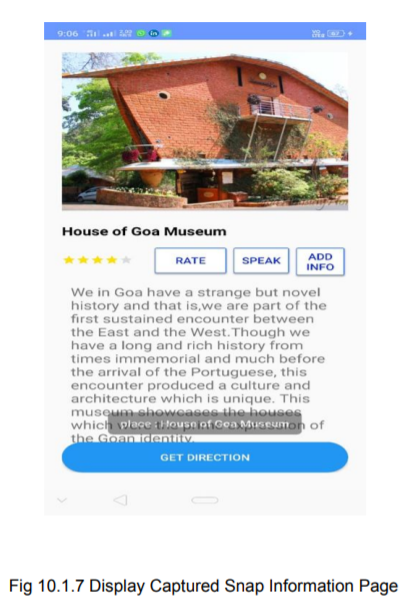 9:06
House of Goa Museum
RATE
SPEAK
ADD
INFO
We in Goa have a strange but novel
history and that is,we are part of the
first sustained encounter between
the East and the West.Though we
have a long and rich history from
times immemorial and much before
the arrival of the Portuguese, this
encounter produced a culture and
architecture which is unique. This
museum showcases the houses
which of
place : House of Goa Museum
the Goan identity.
GET DIRECTION
Fig 10.1.7 Display Captured Snap Information Page